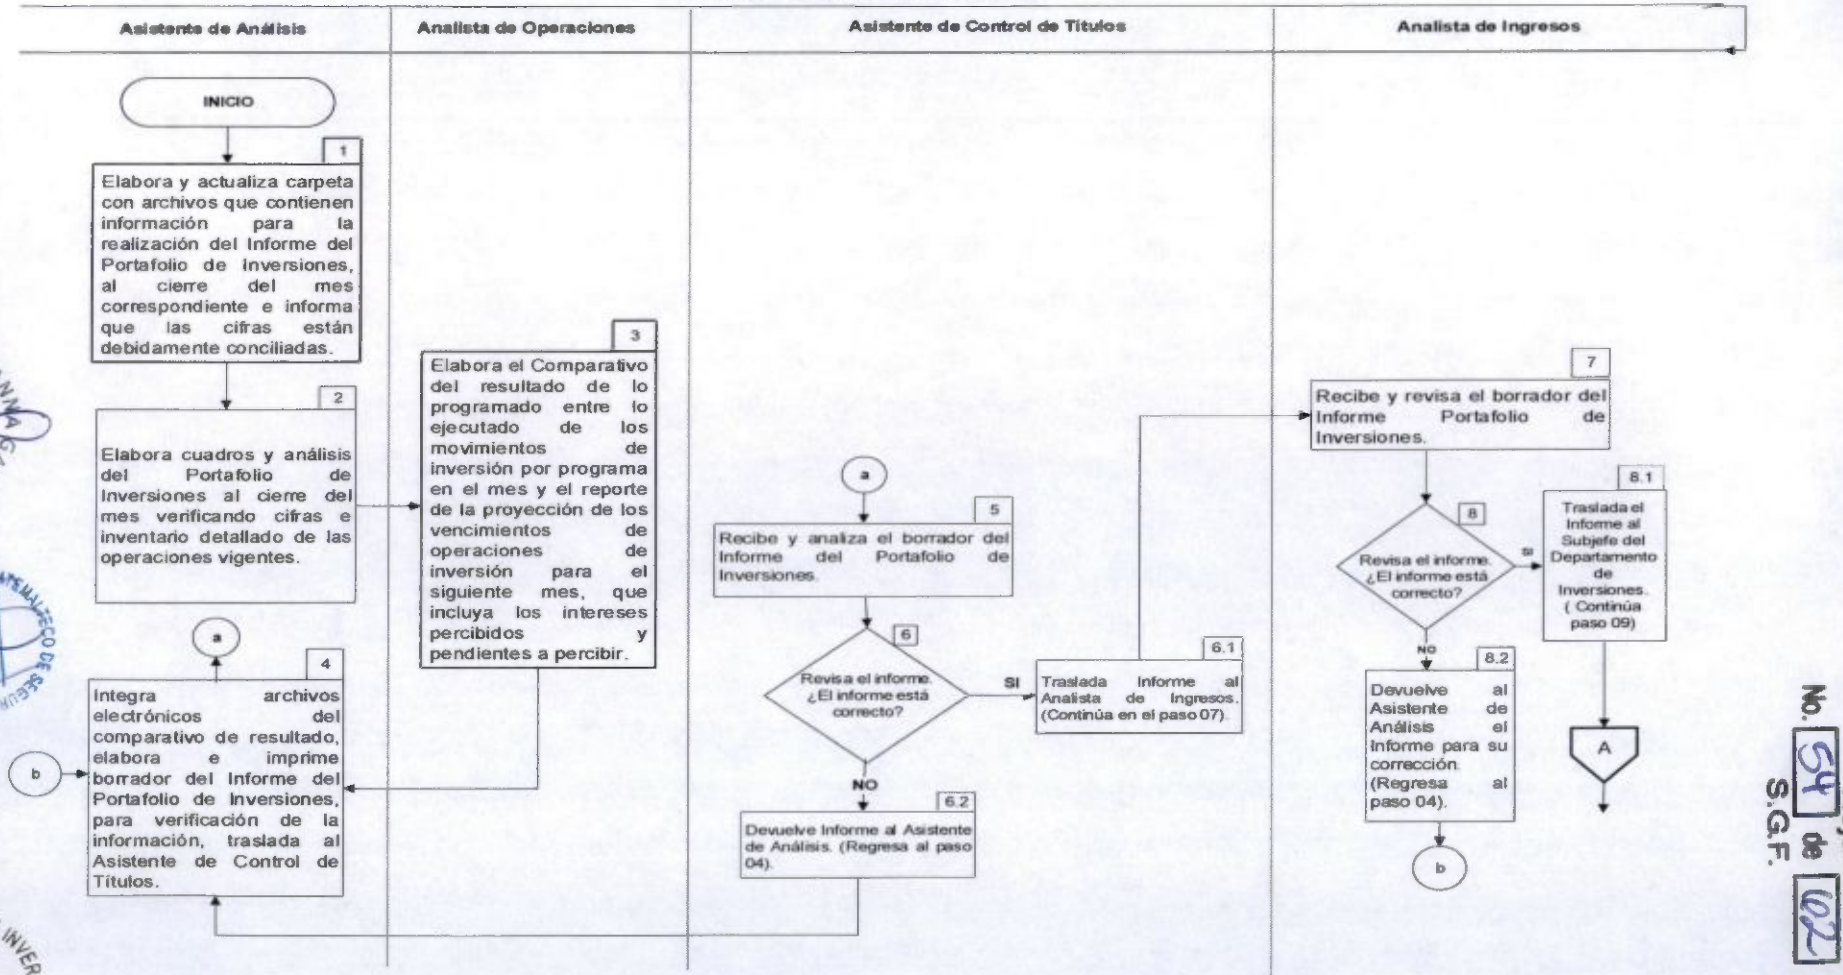 Asistente de Análisis
Analista de Operaciones
Asistente de Control de Títulos
Analista de Ingresos
INICIO
1
Elabora y actualiza carpeta
con archivos que contienen
información para la
realización del Informe del
Portafolio de Inversiones,
al cierre del mes
correspondiente e informa
que las cifras están
debidamente conciliadas.
2
Elabora cuadros y análisis
del Portafolio de
Inversiones al cierre del
mes verificando cifras e
inventario detallado de las
operaciones vigentes.
3
Elabora el Comparativo
del resultado de lo
programado entre lo
ejecutado de los
movimientos de
inversión por programa
en el mes y el reporte
de la proyección de los
vencimientos de
operaciones de
inversión para el
siguiente mes, que
incluya los intereses
percibidos y
pendientes a percibir.
a
4
Integra archivos
electrónicos del
comparativo de resultado,
elabora e imprime
borrador del Informe del
Portafolio de Inversiones,
para verificación de la
información, traslada al
Asistente de Control de
Títulos.
b
a
5
Recibe y analiza el borrador del
Informe del Portafolio de
Inversiones.
6
Revisa el informe.
¿El informe está
correcto?
SI
6.1
Traslada Informe al
Analista de Ingresos.
(Continúa en el paso 07).
NO
6.2
Devuelve Informe al Asistente
de Análisis. (Regresa al paso
04).
7
Recibe y revisa el borrador del
Informe Portafolio de
Inversiones.
8
Revisa el informe.
¿El informe está
correcto?
SI
8.1
Traslada el
Informe al
Subjefe del
Departamento
de
Inversiones.
( Continúa
paso 09)
NO
8.2
Devuelve al
Asistente de
Análisis el
Informe para su
corrección.
(Regresa al
paso 04).
A
b
No. 54 de 62
S.G.F.
INVER